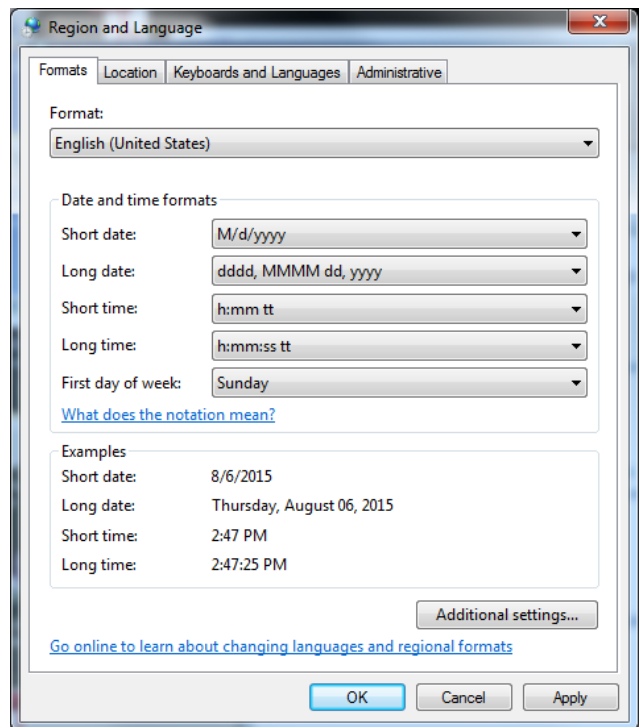 Region and Language
Formats Location Keyboards and Languages Administrative
Format:
English (United States)
Date and time formats
Short date: M/d/yyyy
Long date: dddd, MMMM dd, yyyy
Short time: h:mm tt
Long time: h:mm:ss tt
First day of week: Sunday
What does the notation mean?
Examples
Short date: 8/6/2015
Long date: Thursday, August 06, 2015
Short time: 2:47 PM
Long time: 2:47:25 PM
Additional settings...
Go online to learn about changing languages and regional formats
OK Cancel Apply